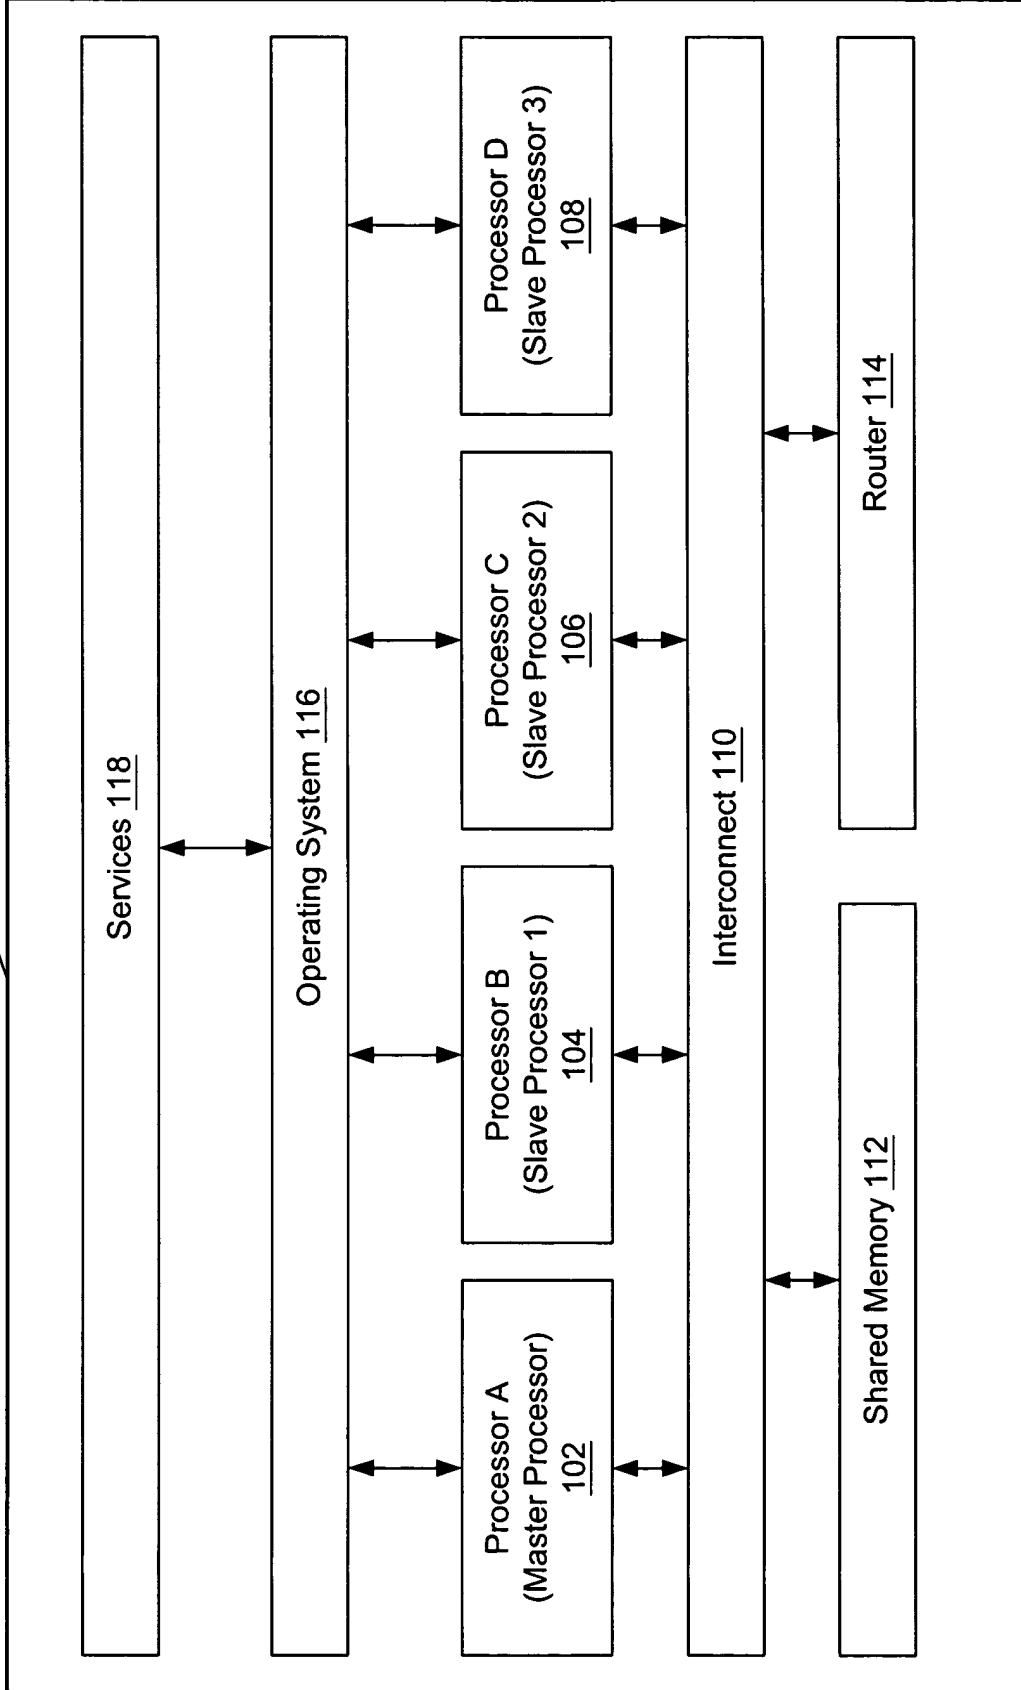 Services 118
Operating System 116
Processor A
(Master Processor)
102
Processor B
(Slave Processor 1)
104
Processor C
(Slave Processor 2)
106
Processor D
(Slave Processor 3)
108
Interconnect 110
Shared Memory 112
Router 114